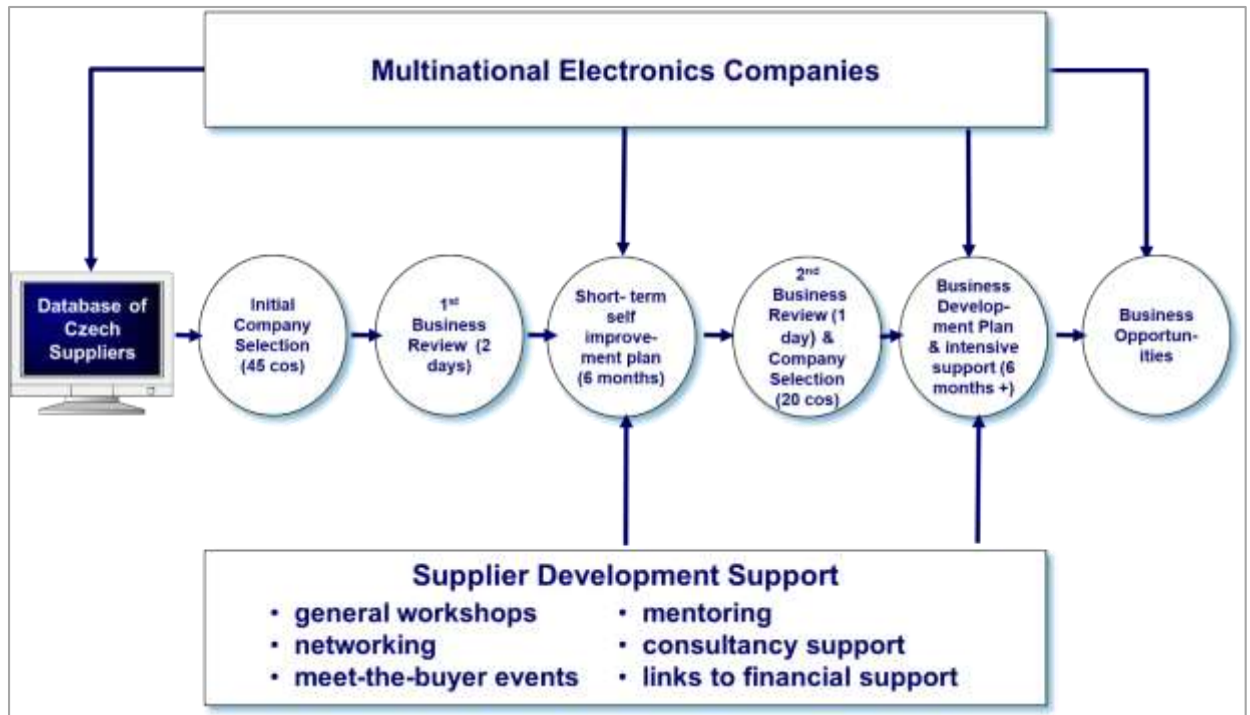 Multinational Electronics Companies
Database of
Czech
Suppliers
Initial
Company
Selection
(45 cos)
1st
Business
Review (2
days)
Short- term
self
improve-
ment plan
(6 months)
2nd
Business
Review (1
day) &
Company
Selection
(20 cos)
Business
Develop-
ment Plan
& intensive
support (6
months +)
Business
Opportun-
ities
Supplier Development Support
• general workshops
• networking
• meet-the-buyer events
• mentoring
• consultancy support
• links to financial support